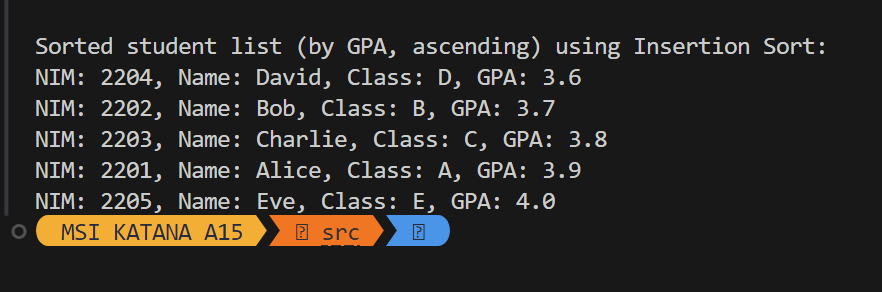 Sorted student list (by GPA, ascending) using Insertion Sort:
NIM: 2204, Name: David, Class: D, GPA: 3.6
NIM: 2202, Name: Bob, Class: B, GPA: 3.7
NIM: 2203, Name: Charlie, Class: C, GPA: 3.8
NIM: 2201, Name: Alice, Class: A, GPA: 3.9
NIM: 2205, Name: Eve, Class: E, GPA: 4.0
MSI KATANA A15 src